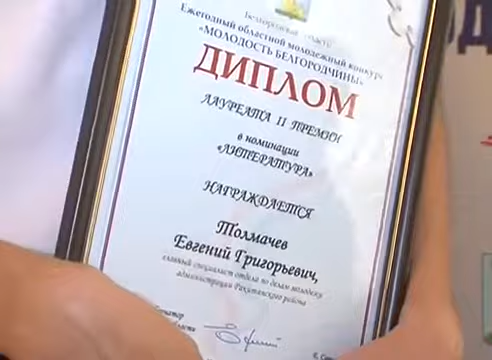 Белгородская область
Ежегодный областной молодежный конкурс
«МОЛОДОСТЬ БЕЛГОРОДЧИНЫ»
ДИПЛОМ
ЛАУРЕАТА II ПРЕМИИ
в номинации
«ЛИТЕРАТУРА»
НАГРАЖДАЕТСЯ
Толмачев
Евгений Григорьевич,
главный специалист отдела по делам молодежи
администрации Ракитянского района